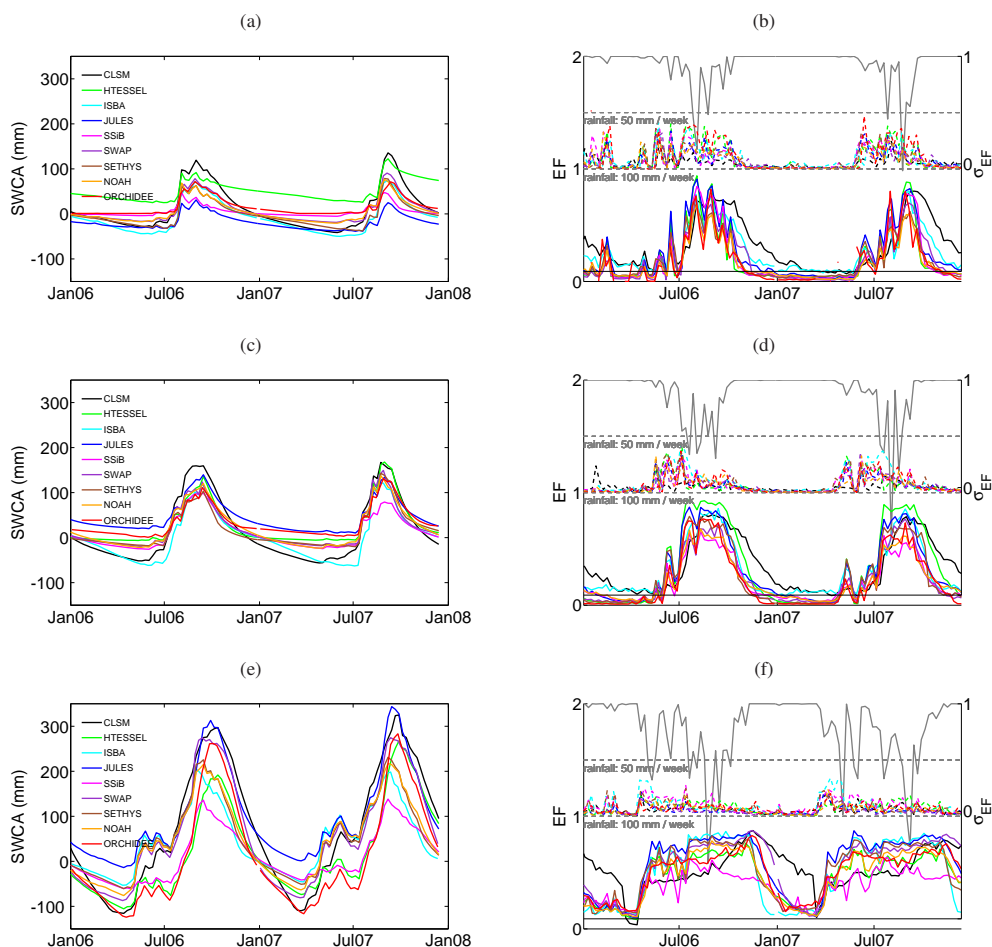 (a)
SWCA (mm)
300
200
100
0
-100
Jan06
Jul06
Jan07
Jul07
Jan08
CLSM
HTESSEL
ISBA
JULES
SSiB
SWAP
SETHYS
NOAH
ORCHIDEE
(b)
EF
2
1
0
1
0
σEF
rainfall: 50 mm / week
rainfall: 100 mm / week
Jul06
Jan07
Jul07
(c)
SWCA (mm)
300
200
100
0
-100
Jan06
Jul06
Jan07
Jul07
Jan08
CLSM
HTESSEL
ISBA
JULES
SSiB
SWAP
SETHYS
NOAH
ORCHIDEE
(d)
EF
2
1
0
1
0
σEF
rainfall: 50 mm / week
rainfall: 100 mm / week
Jul06
Jan07
Jul07
(e)
SWCA (mm)
300
200
100
0
-100
Jan06
Jul06
Jan07
Jul07
Jan08
CLSM
HTESSEL
ISBA
JULES
SSiB
SWAP
SETHYS
NOAH
ORCHIDEE
(f)
EF
2
1
0
1
0
σEF
rainfall: 50 mm / week
rainfall: 100 mm / week
Jul06
Jan07
Jul07